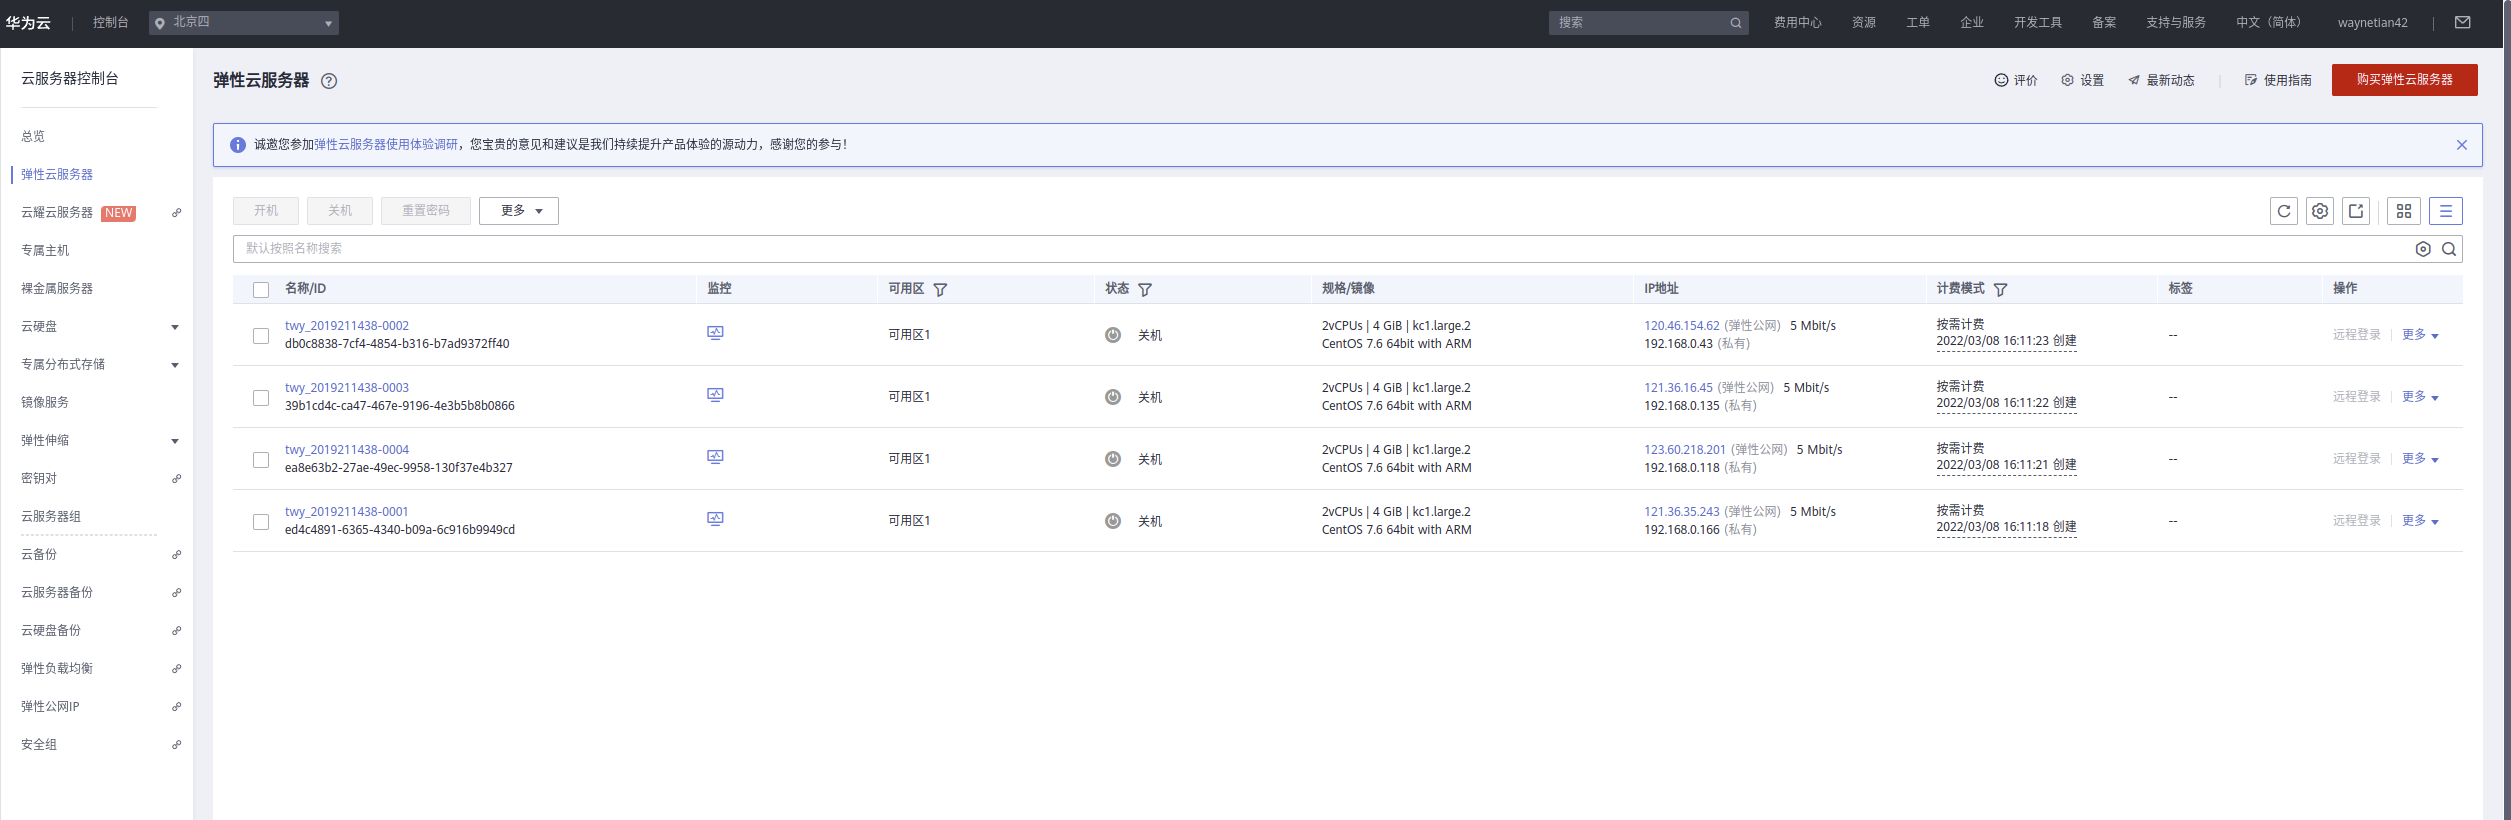 华为云 控制台 北京四 搜索 费用中心 资源 工单 企业 开发工具 备案 支持与服务 中文（简体） waynetian42
云服务器控制台
总览
弹性云服务器
云耀云服务器 NEW
专属主机
裸金属服务器
云硬盘
专属分布式存储
镜像服务
弹性伸缩
密钥对
云服务器组
云备份
云服务器备份
云硬盘备份
弹性负载均衡
弹性公网IP
安全组
弹性云服务器 评价 设置 最新动态 使用指南 购买弹性云服务器
诚邀您参加弹性云服务器使用体验调研，您宝贵的意见和建议是我们持续提升产品体验的源动力，感谢您的参与！
开机 关机 重置密码 更多
默认按照名称搜索
名称/ID 监控 可用区 状态 规格/镜像 IP地址 计费模式 标签 操作
twy_2019211438-0002
db0c8838-7cf4-4854-b316-b7ad9372ff40
可用区1
关机
2vCPUs | 4 GiB | kc1.large.2
CentOS 7.6 64bit with ARM
120.46.154.62 (弹性公网) 5 Mbit/s
192.168.0.43 (私有)
按需计费
2022/03/08 16:11:23 创建
--
远程登录 更多
twy_2019211438-0003
39b1cd4c-ca47-467e-9196-4e3b5b8b0866
可用区1
关机
2vCPUs | 4 GiB | kc1.large.2
CentOS 7.6 64bit with ARM
121.36.16.45 (弹性公网) 5 Mbit/s
192.168.0.135 (私有)
按需计费
2022/03/08 16:11:22 创建
--
远程登录 更多
twy_2019211438-0004
ea8e63b2-27ae-49ec-9958-130f37e4b327
可用区1
关机
2vCPUs | 4 GiB | kc1.large.2
CentOS 7.6 64bit with ARM
123.60.218.201 (弹性公网) 5 Mbit/s
192.168.0.118 (私有)
按需计费
2022/03/08 16:11:21 创建
--
远程登录 更多
twy_2019211438-0001
ed4c4891-6365-4340-b09a-6c916b9949cd
可用区1
关机
2vCPUs | 4 GiB | kc1.large.2
CentOS 7.6 64bit with ARM
121.36.35.243 (弹性公网) 5 Mbit/s
192.168.0.166 (私有)
按需计费
2022/03/08 16:11:18 创建
--
远程登录 更多